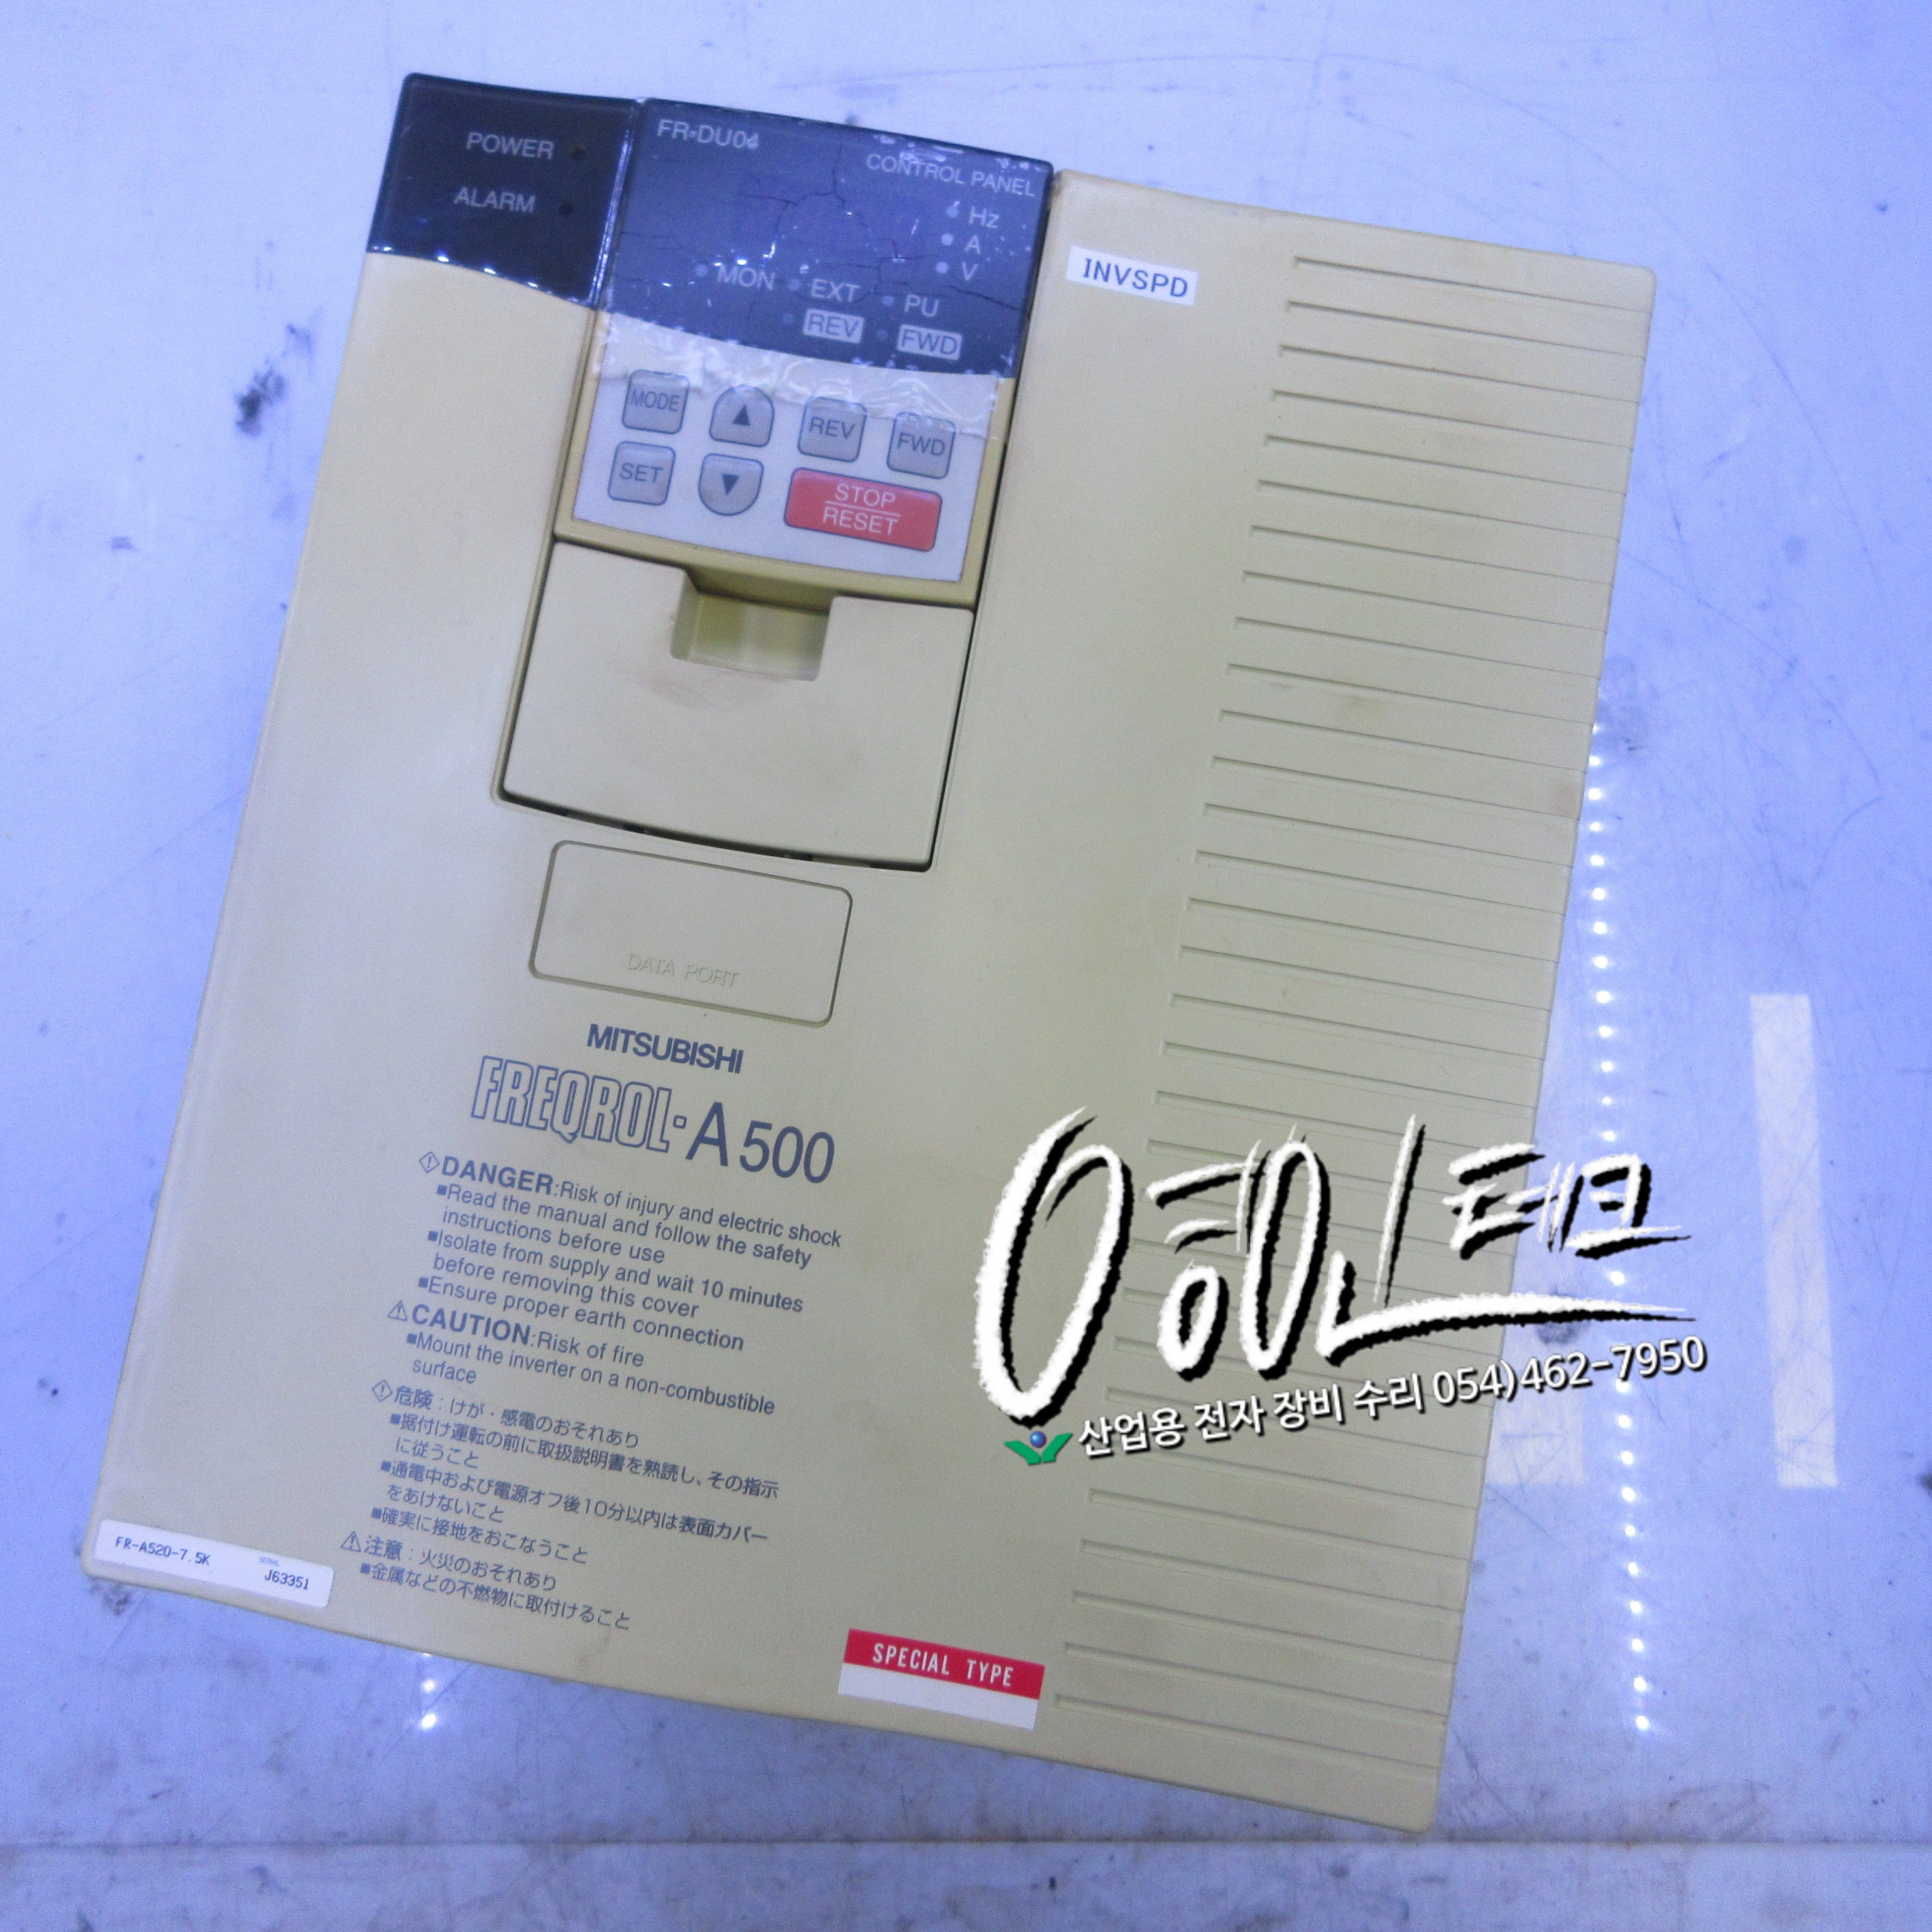 POWER
ALARM
FR-DU04
CONTROL PANEL
Hz
A
V
MON EXT PU
REV FWD
MODE ▲ REV FWD
SET ▼ STOP
RESET
INVSPD
DATA PORT
MITSUBISHI
FREQROL-A500
DANGER:Risk of injury and electric shock
■Read the manual and follow the safety
instructions before use
■Isolate from supply and wait 10 minutes
before removing this cover
■Ensure proper earth connection
⚠CAUTION:Risk of fire
■Mount the inverter on a non-combustible
surface
危険：けが・感電のおそれあり
■据付け運転の前に取扱説明書を熟読し、その指示
に従うこと
■通電中および電源オフ後10分以内は表面カバー
をあけないこと
■確実に接地をおこなうこと
⚠注意：火災のおそれあり
■金属などの不燃物に取付けること
FR-A520-7.5K SERIAL J63351
SPECIAL TYPE
영인테크
산업용 전자 장비 수리 054)462-7950